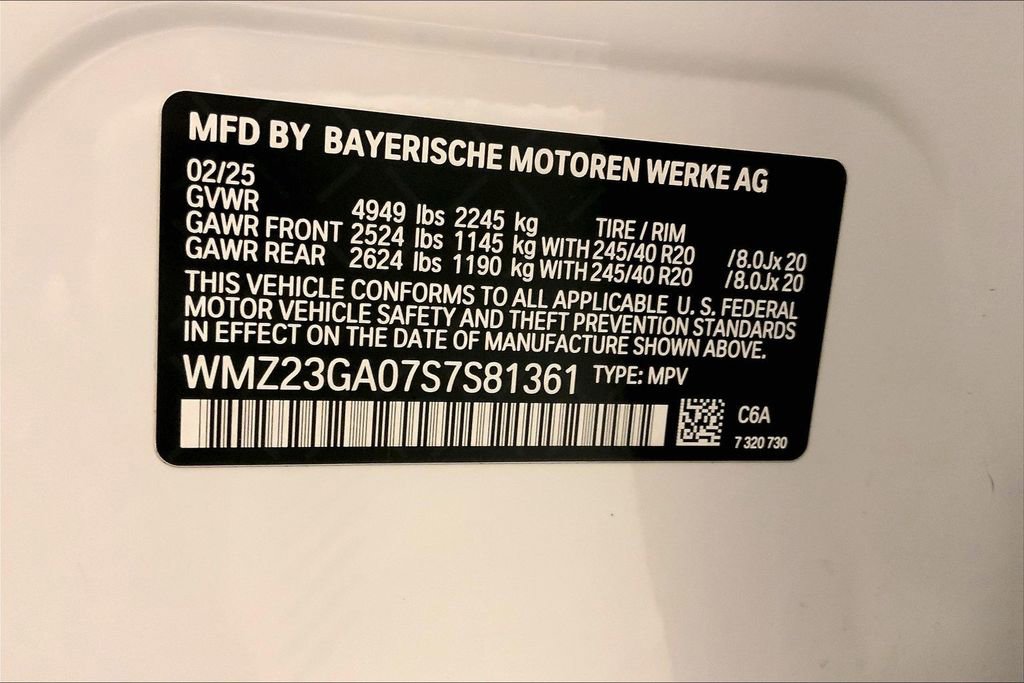 MFD BY BAYERISCHE MOTOREN WERKE AG
02/25
GVWR 4949 lbs 2245 kg TIRE / RIM
GAWR FRONT 2524 lbs 1145 kg WITH 245/40 R20 /8.0Jx 20
GAWR REAR 2624 lbs 1190 kg WITH 245/40 R20 /8.0Jx 20
THIS VEHICLE CONFORMS TO ALL APPLICABLE U. S. FEDERAL
MOTOR VEHICLE SAFETY AND THEFT PREVENTION STANDARDS
IN EFFECT ON THE DATE OF MANUFACTURE SHOWN ABOVE.
WMZ23GA07S7S81361 TYPE: MPV
C6A
7 320 730